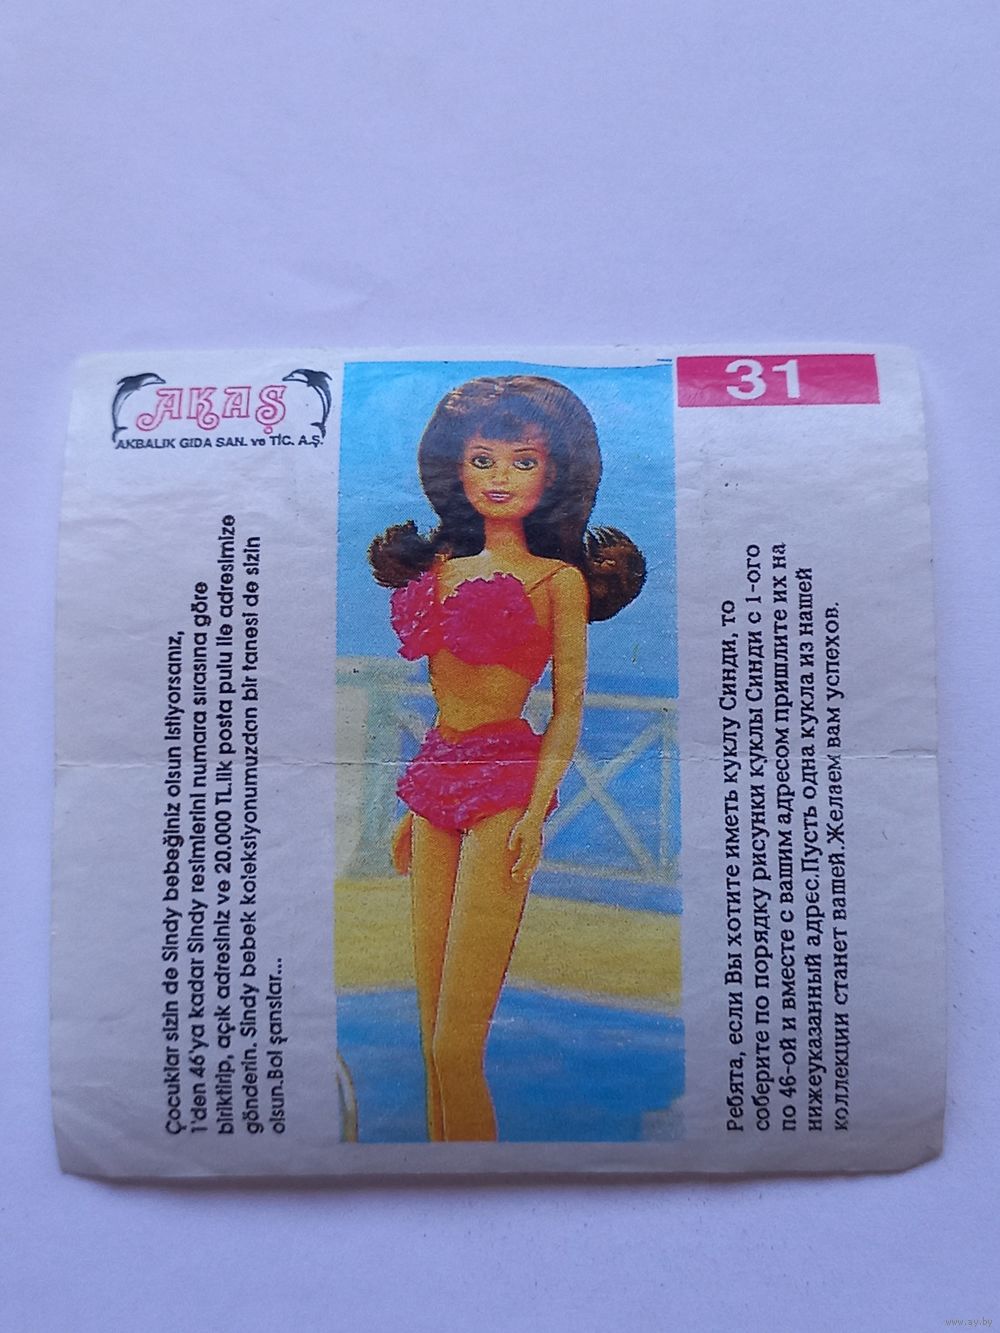 AKAŞ
AKBALIK GIDA SAN. ve TİC. A.Ş.
31
Çocuklar sizin de Sindy bebeğiniz olsun istiyorsanız,
1'den 46'ya kadar Sindy resimlerini numara sırasına göre
biriktirip, açık adresiniz ve 20.000 TL.lik posta pulu ile adresimize
gönderin. Sindy bebek koleksiyonumuzdan bir tanesi de sizin
olsun.Bol şanslar...
Ребята, если Вы хотите иметь куклу Синди, то
соберите по порядку рисунки куклы Синди с 1-ого
по 46-ой и вместе с вашим адресом пришлите их на
нижеуказанный адрес.Пусть одна кукла из нашей
коллекции станет вашей.Желаем вам успехов.
www.ay.by